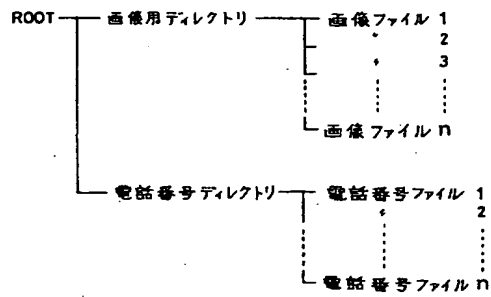 ROOT 画像用ディレクトリ 画像ファイル 1
〃 2
〃 3
画像ファイル n
電話番号ディレクトリ 電話番号ファイル 1
〃 2
電話番号ファイル n